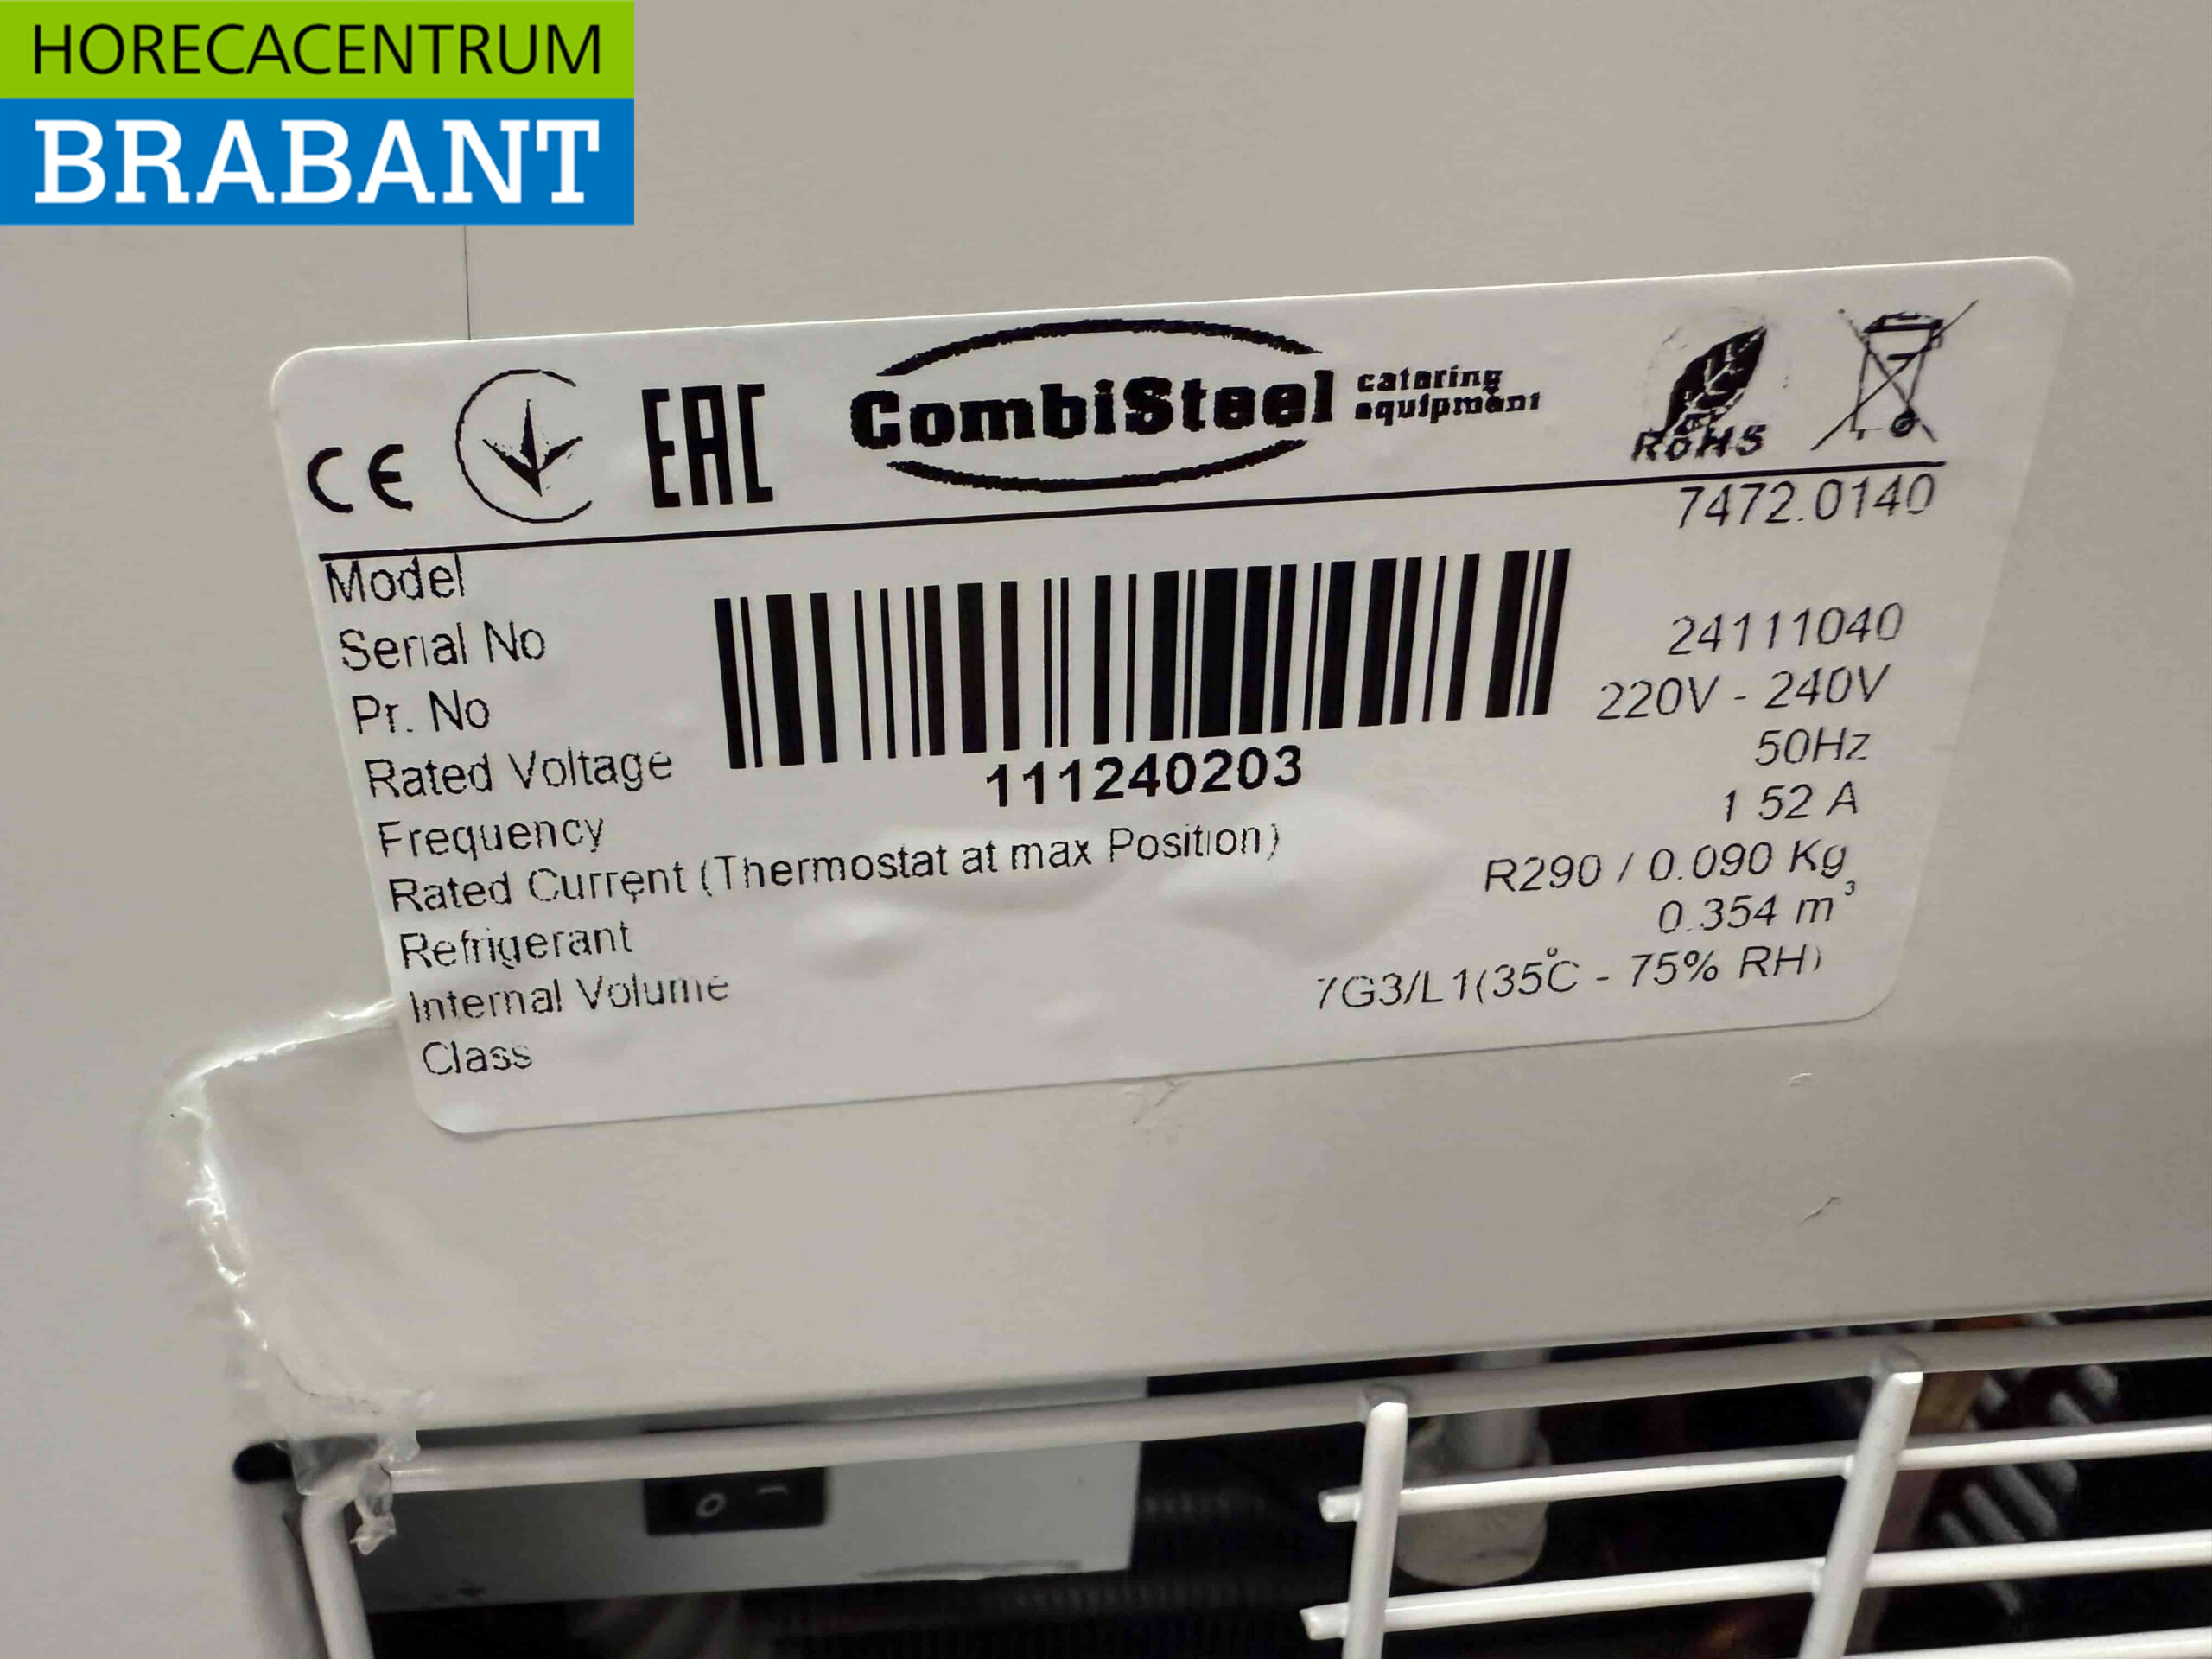 HORECACENTRUM
BRABANT
CE EAC CombiSteel catering equipment RoHS
Model 7472.0140
Serial No
111240203
Pr. No 24111040
Rated Voltage 220V - 240V
Frequency 50Hz
Rated Current (Thermostat at max Position) 1 52 A
Refrigerant R290 / 0.090 Kg
Internal Volume 0.354 m³
Class 7G3/L1(35°C - 75% RH)
O I